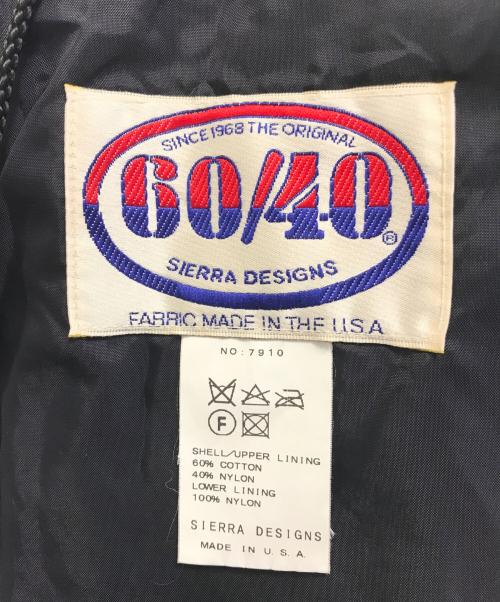 SINCE 1968 THE ORIGINAL
60/40®
SIERRA DESIGNS
FABRIC MADE IN THE U.S.A
NO:7910
F
SHELL/UPPER LINING
60% COTTON
40% NYLON
LOWER LINING
100% NYLON
SIERRA DESIGNS
MADE IN U.S.A.